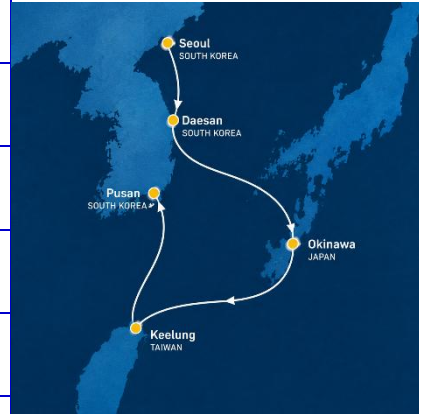 Seoul
SOUTH KOREA
Daesan
SOUTH KOREA
Pusan
SOUTH KOREA
Okinawa
JAPAN
Keelung
TAIWAN